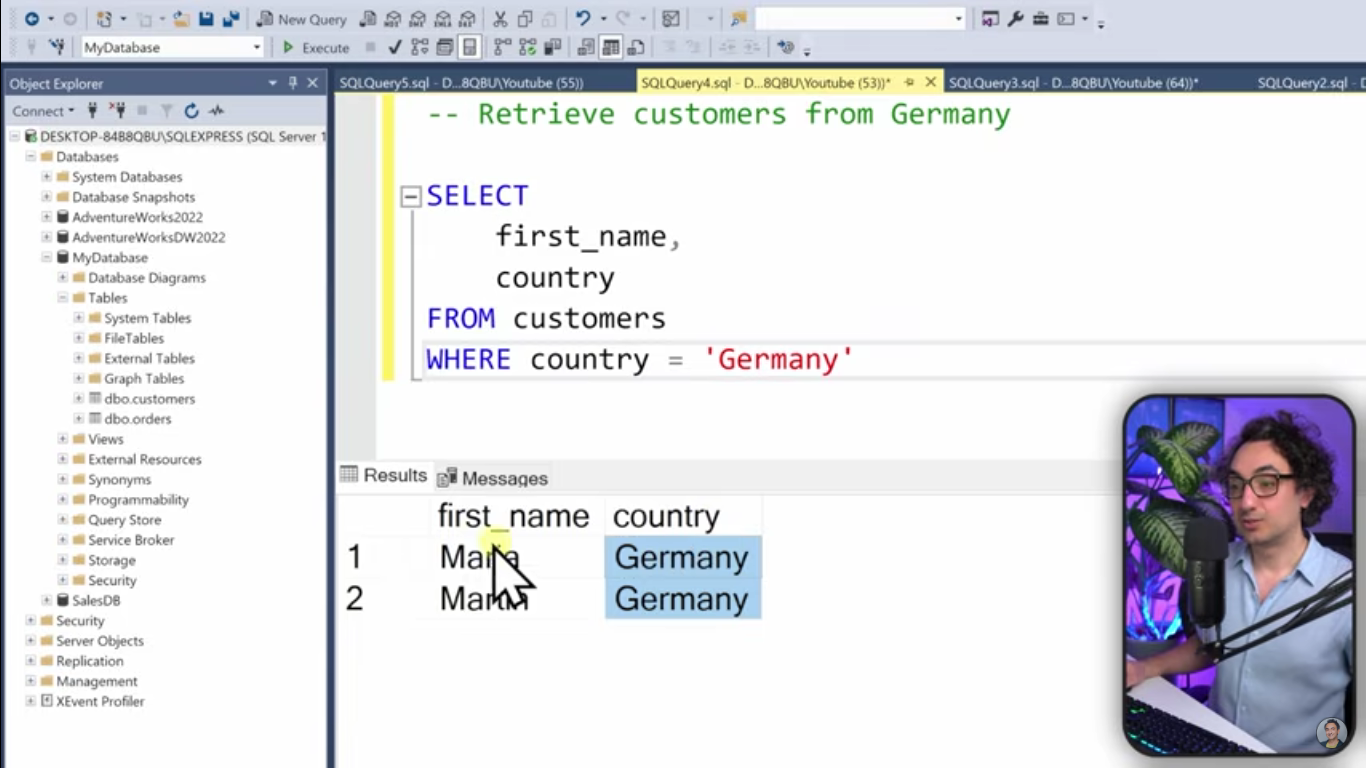 New Query
MyDatabase
Execute
Object Explorer
SQLQuery5.sql - D...8QBU\Youtube (55))
SQLQuery4.sql - D...8QBU\Youtube (53))*
SQLQuery3.sql - D...8QBU\Youtube (64))*
SQLQuery2.sql - D
Connect
DESKTOP-84B8QBU\SQLEXPRESS (SQL Server 1
Databases
System Databases
Database Snapshots
AdventureWorks2022
AdventureWorksDW2022
MyDatabase
Database Diagrams
Tables
System Tables
FileTables
External Tables
Graph Tables
dbo.customers
dbo.orders
Views
External Resources
Synonyms
Programmability
Query Store
Service Broker
Storage
Security
SalesDB
Security
Server Objects
Replication
Management
XEvent Profiler
-- Retrieve customers from Germany
SELECT
first_name,
country
FROM customers
WHERE country = 'Germany'
Results
Messages
first_name country
1 Maria Germany
2 Martin Germany